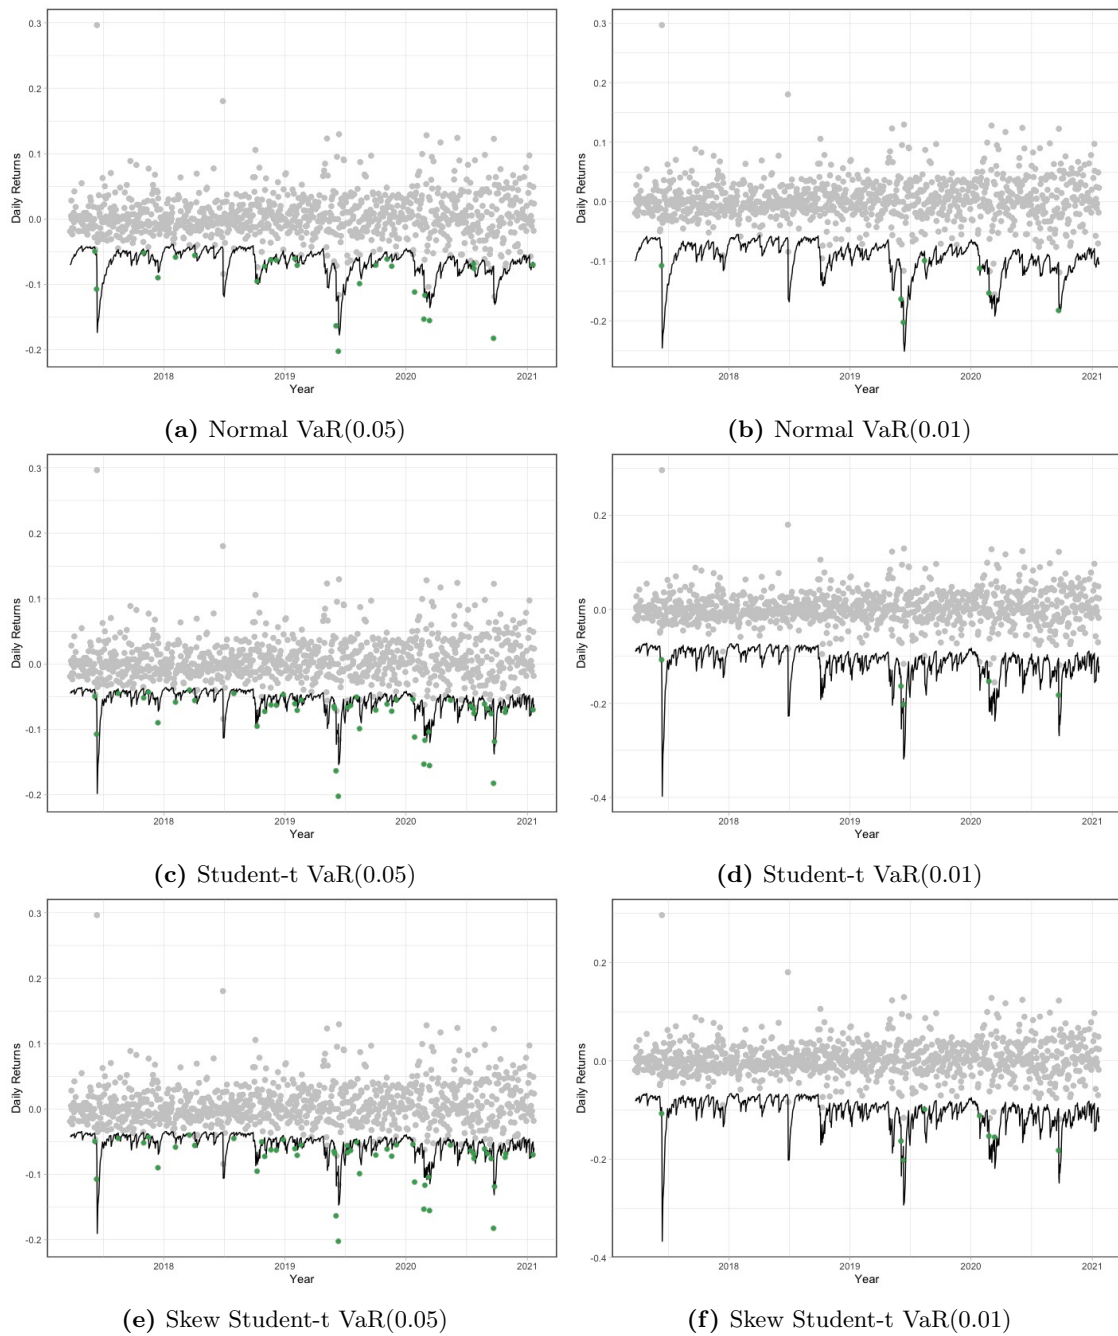 0.3
0.2
0.1
0.0
-0.1
-0.2
Daily Returns
2018 2019 2020 2021
Year
(a) Normal VaR(0.05)
0.3
0.2
0.1
0.0
-0.1
-0.2
Daily Returns
2018 2019 2020 2021
Year
(b) Normal VaR(0.01)
0.3
0.2
0.1
0.0
-0.1
-0.2
Daily Returns
2018 2019 2020 2021
Year
(c) Student-t VaR(0.05)
0.2
0.0
-0.2
-0.4
Daily Returns
2018 2019 2020 2021
Year
(d) Student-t VaR(0.01)
0.3
0.2
0.1
0.0
-0.1
-0.2
Daily Returns
2018 2019 2020 2021
Year
(e) Skew Student-t VaR(0.05)
0.2
0.0
-0.2
-0.4
Daily Returns
2018 2019 2020 2021
Year
(f) Skew Student-t VaR(0.01)